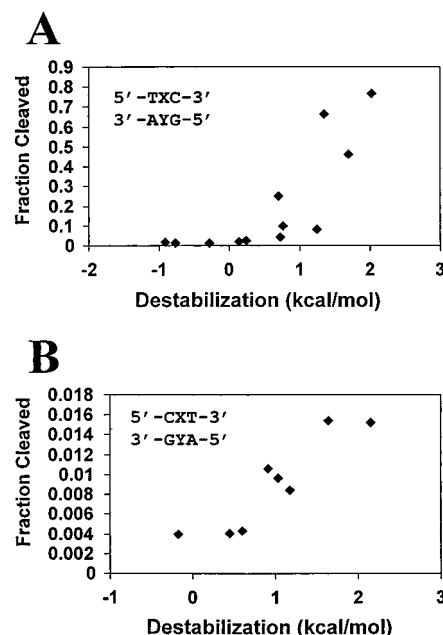 A
Fraction Cleaved
0.9
0.8
0.7
0.6
0.5
0.4
0.3
0.2
0.1
0
5'-TXC-3'
3'-AYG-5'
-2 -1 0 1 2 3
Destabilization (kcal/mol)
B
Fraction Cleaved
0.018
0.016
0.014
0.012
0.01
0.008
0.006
0.004
0.002
0
5'-CXT-3'
3'-GYA-5'
-1 0 1 2 3
Destabilization (kcal/mol)